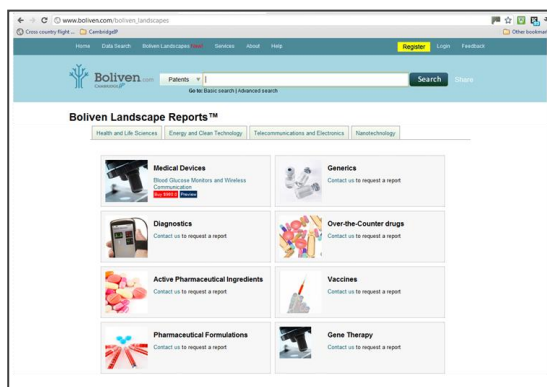 www.boliven.com/boliven_landscapes
Cross country flight ... CambridgeIP Other bookmar
Home Data Search Boliven Landscapes new! Services About Help Register Login Feedback
Boliven.com Patents Search Share
CAMBRIDGEIP
Go to: Basic search | Advanced search
Boliven Landscape Reports™
Health and Life Sciences Energy and Clean Technology Telecommunications and Electronics Nanotechnology
Medical Devices
Blood Glucose Monitors and Wireless
Communication
Preview
Generics
Contact us to request a report
Diagnostics
Contact us to request a report
Over-the-Counter drugs
Contact us to request a report
Active Pharmaceutical Ingredients
Contact us to request a report
Vaccines
Contact us to request a report
Pharmaceutical Formulations
Contact us to request a report
Gene Therapy
Contact us to request a report